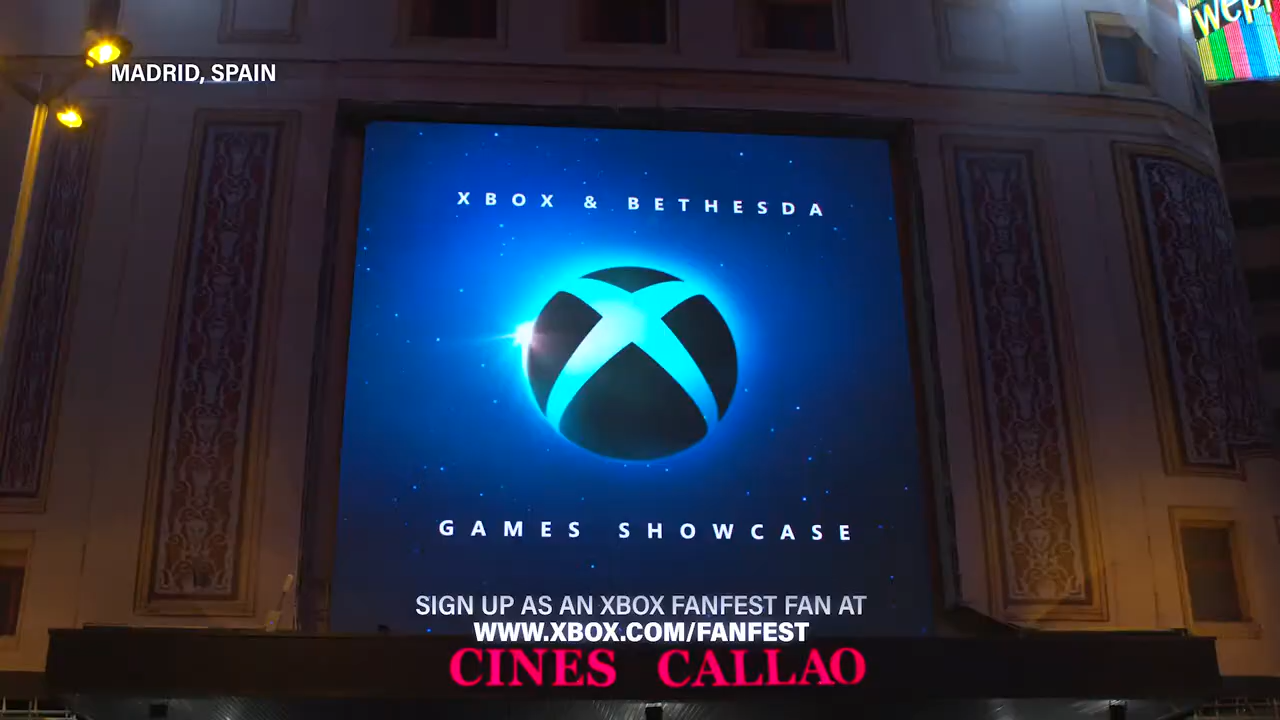 MADRID, SPAIN
XBOX & BETHESDA
GAMES SHOWCASE
SIGN UP AS AN XBOX FANFEST FAN AT
WWW.XBOX.COM/FANFEST
CINES CALLAO